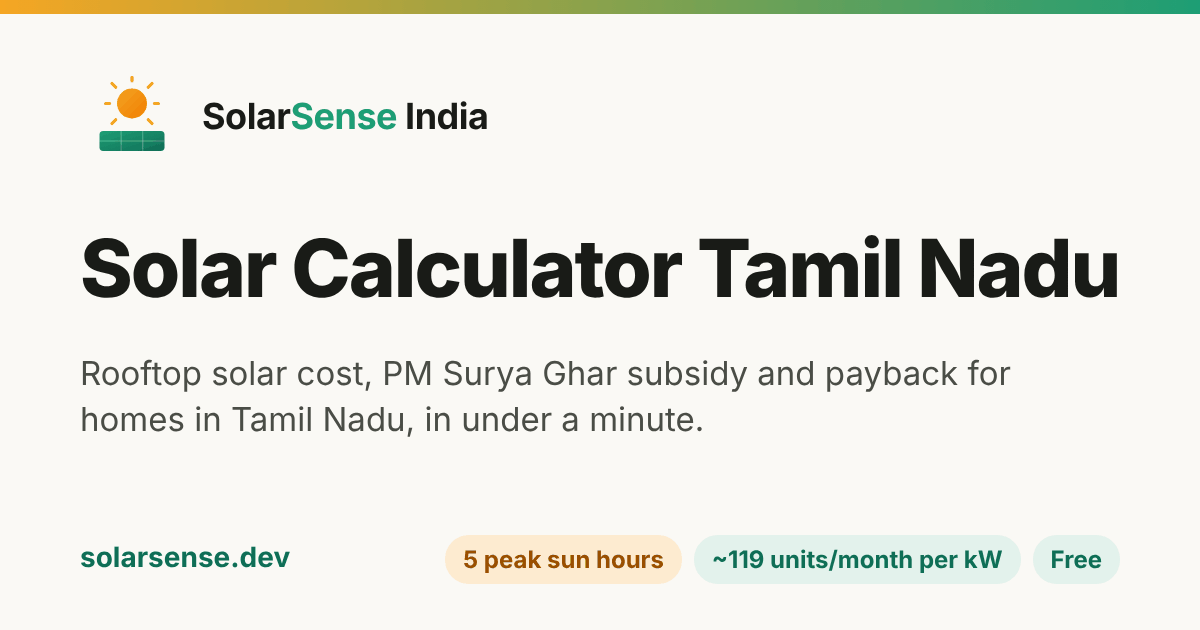 SolarSense India
Solar Calculator Tamil Nadu
Rooftop solar cost, PM Surya Ghar subsidy and payback for
homes in Tamil Nadu, in under a minute.
solarsense.dev
5 peak sun hours
~119 units/month per kW
Free